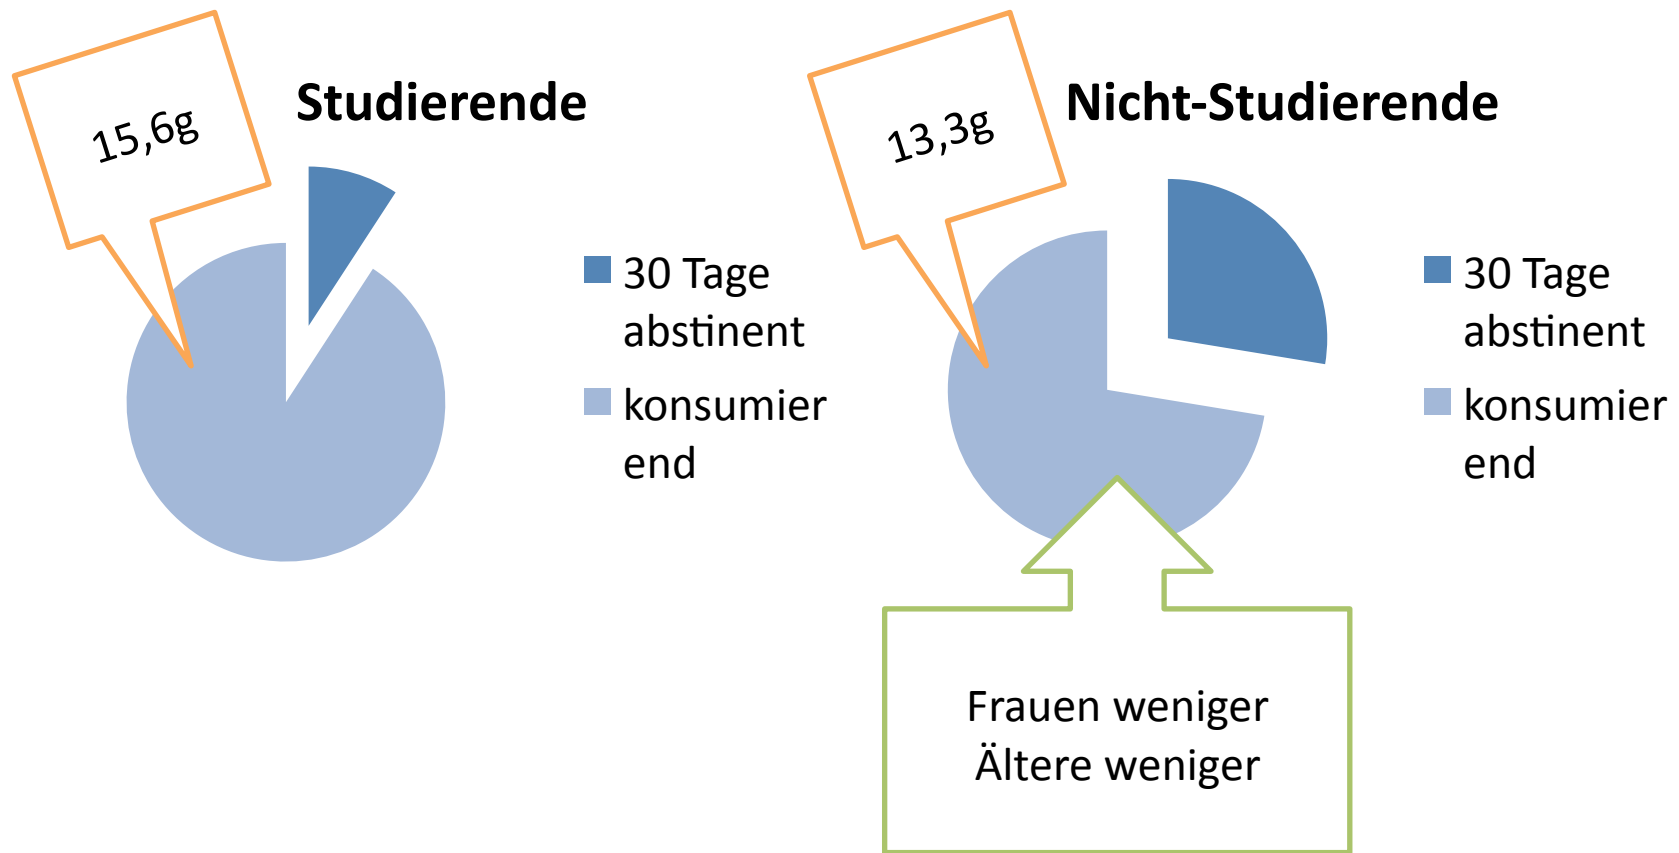 Studierende
15,6g
30 Tage
abstinent
konsumier
end
Nicht-Studierende
13,3g
30 Tage
abstinent
konsumier
end
Frauen weniger
Ältere weniger